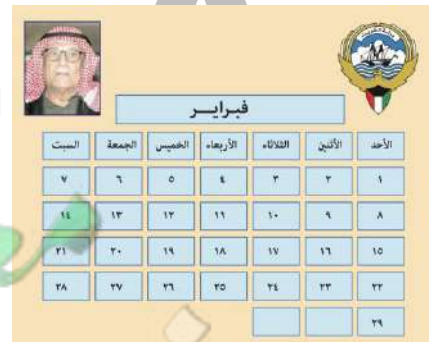 فبراير
الأحد الأثنين الثلاثاء الأربعاء الخميس الجمعة السبت
١ ٢ ٣ ٤ ٥ ٦ ٧
٨ ٩ ١٠ ١١ ١٢ ١٣ ١٤
١٥ ١٦ ١٧ ١٨ ١٩ ٢٠ ٢١
٢٢ ٢٣ ٢٤ ٢٥ ٢٦ ٢٧ ٢٨
٢٩